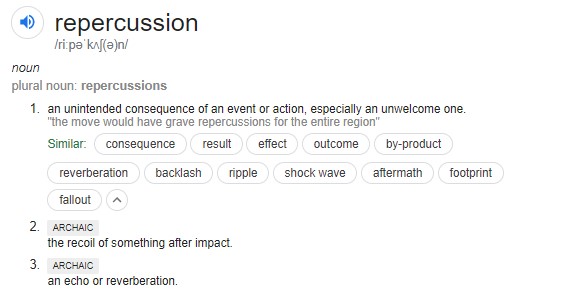 repercussion
/riːpəˈkʌʃ(ə)n/
noun
plural noun: repercussions
1. an unintended consequence of an event or action, especially an unwelcome one.
"the move would have grave repercussions for the entire region"
Similar: consequence result effect outcome by-product
reverberation backlash ripple shock wave aftermath footprint
fallout
2. ARCHAIC
the recoil of something after impact.
3. ARCHAIC
an echo or reverberation.